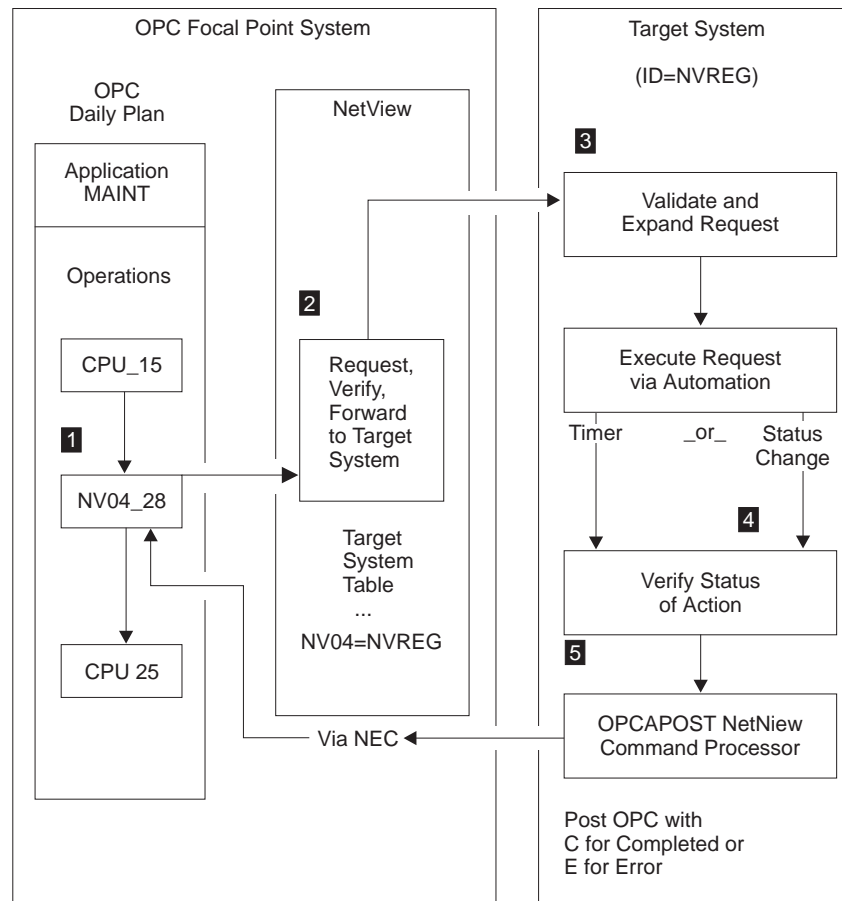 OPC Focal Point System
OPC
Daily Plan
Application
MAINT
Operations
CPU_15
1
NV04_28
CPU 25
NetView
2
Request,
Verify,
Forward
to Target
System
Target
System
Table
...
NV04=NVREG
Via NEC
Target System
(ID=NVREG)
3
Validate and
Expand Request
Execute Request
via Automation
Timer
_or_
Status
Change
4
Verify Status
of Action
5
OPCAPOST NetNiew
Command Processor
Post OPC with
C for Completed or
E for Error